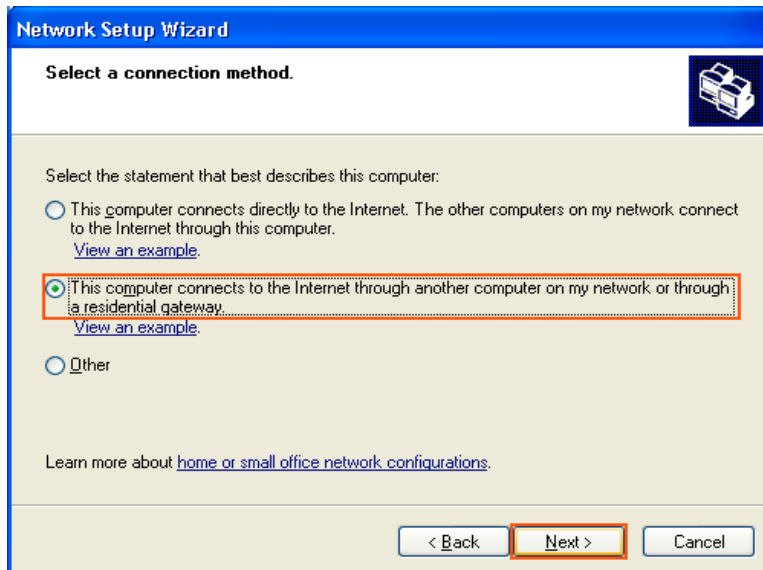 Network Setup Wizard
Select a connection method.
Select the statement that best describes this computer:
This computer connects directly to the Internet. The other computers on my network connect
to the Internet through this computer.
View an example.
This computer connects to the Internet through another computer on my network or through
a residential gateway.
View an example.
Other
Learn more about home or small office network configurations.
< Back
Next >
Cancel